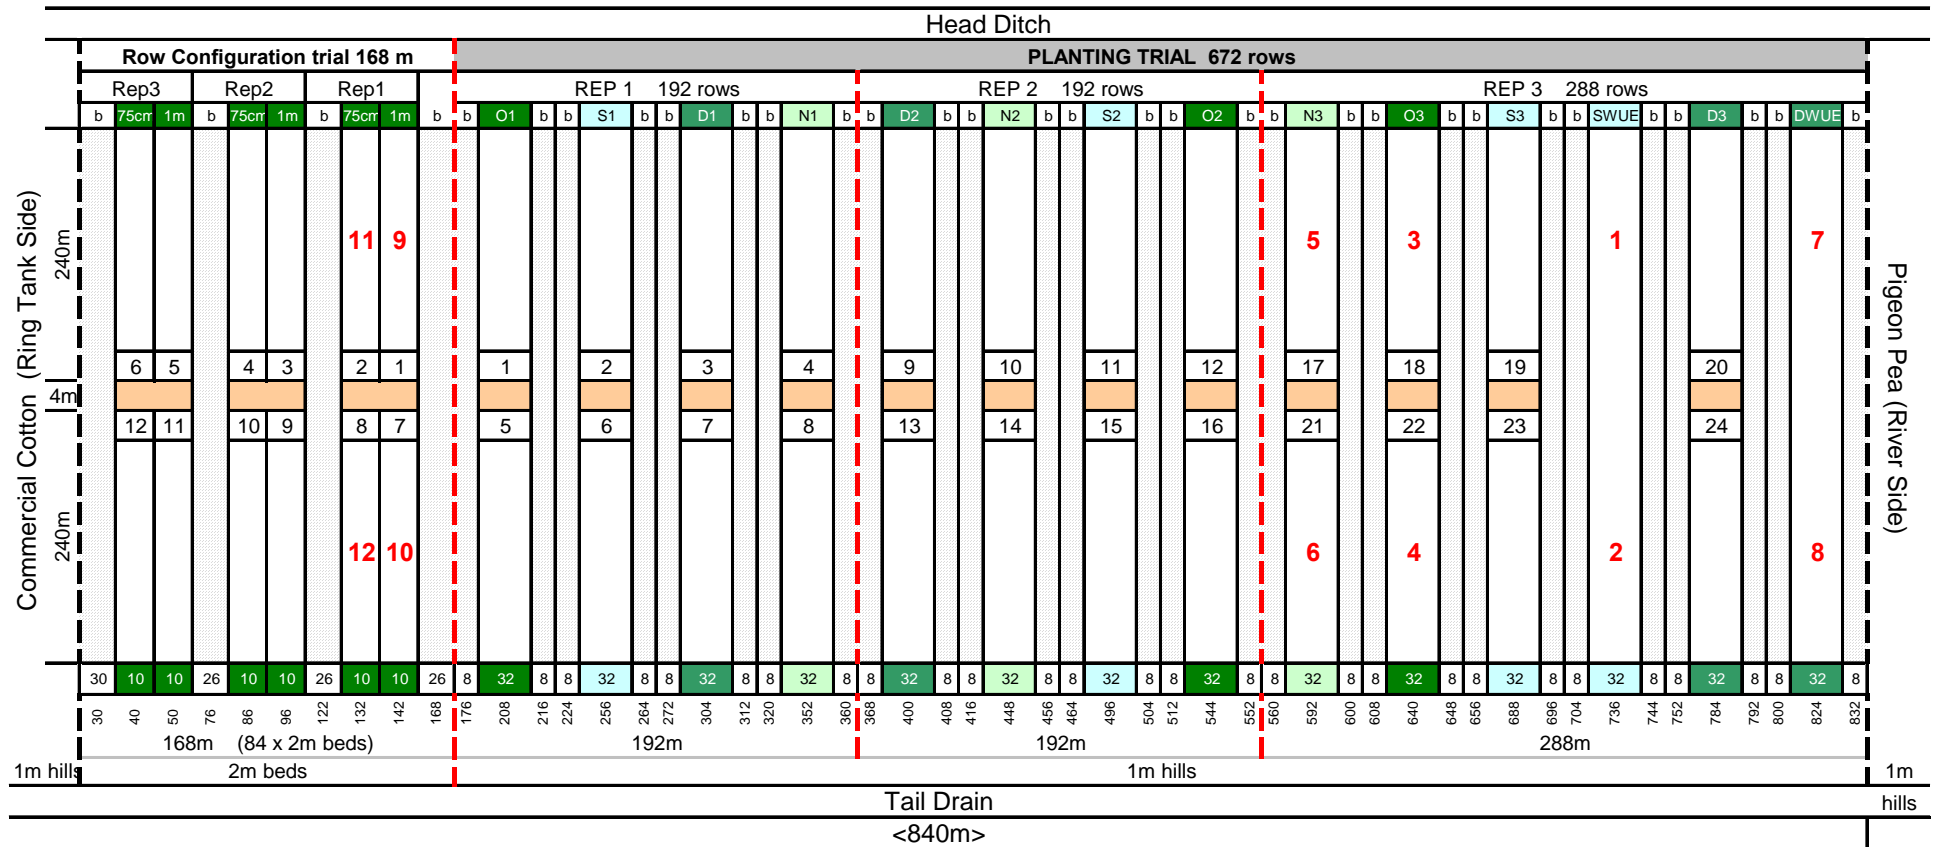 Head Ditch
Row Configuration trial 168 m PLANTING TRIAL 672 rows
Rep3 Rep2 Rep1 REP 1 192 rows REP 2 192 rows REP 3 288 rows
b 75cm 1m b 75cm 1m b 75cm 1m b b O1 b b S1 b b D1 b b N1 b b D2 b b N2 b b S2 b b O2 b b N3 b b O3 b b S3 b b SWUE b b D3 b b DWUE b
Commercial Cotton (Ring Tank Side)
240m
11 9 5 3 1 7
6 5 4 3 2 1 1 2 3 4 9 10 11 12 17 18 19 20
4m
12 11 10 9 8 7 5 6 7 8 13 14 15 16 21 22 23 24
240m
12 10 6 4 2 8
Pigeon Pea (River Side)
30 10 10 26 10 10 26 10 10 26 8 32 8 8 32 8 8 32 8 8 32 8 8 32 8 8 32 8 8 32 8 8 32 8 8 32 8 8 32 8 8 32 8 8 32 8 8 32 8 8 32 8
30 40 50 76 86 96 122 132 142 168 176 208 216 224 256 264 272 304 312 320 352 360 368 400 408 416 448 456 464 496 504 512 544 552 560 592 600 608 640 648 656 688 696 704 736 744 752 784 792 800 824 832
168m (84 x 2m beds) 192m 192m 288m
1m hills 2m beds 1m hills 1m
Tail Drain hills
<840m>